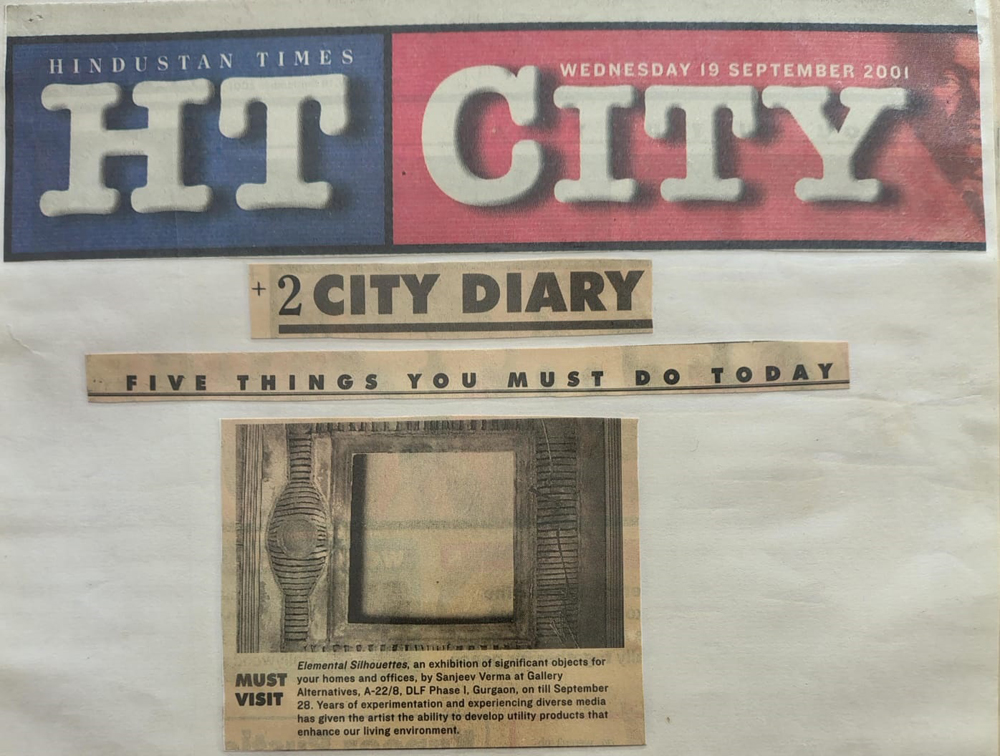 HINDUSTAN TIMES
HT CITY
WEDNESDAY 19 SEPTEMBER 2001
+ 2 CITY DIARY
FIVE THINGS YOU MUST DO TODAY
MUST
VISIT
Elemental Silhouettes, an exhibition of significant objects for
your homes and offices, by Sanjeev Verma at Gallery
Alternatives, A-22/8, DLF Phase I, Gurgaon, on till September
28. Years of experimentation and experiencing diverse media
has given the artist the ability to develop utility products that
enhance our living environment.